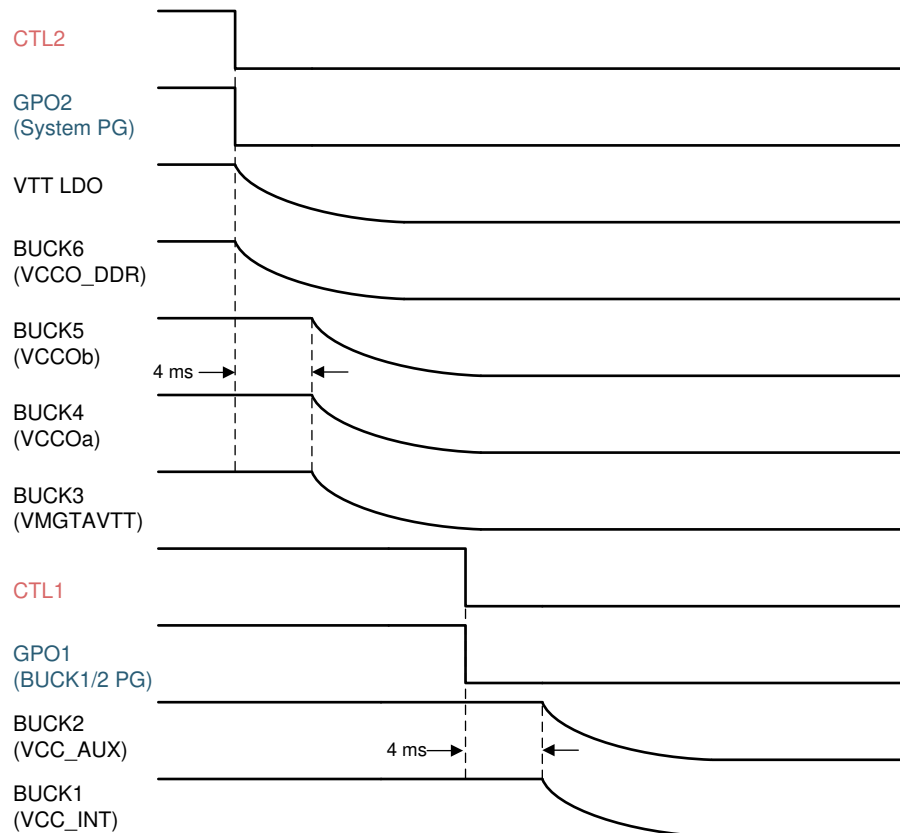 CTL2
GPO2
(System PG)
VTT LDO
BUCK6
(VCCO_DDR)
BUCK5
(VCCOb)
4 ms
BUCK4
(VCCOa)
BUCK3
(VMGTAVTT)
CTL1
GPO1
(BUCK1/2 PG)
BUCK2
(VCC_AUX)
4 ms
BUCK1
(VCC_INT)